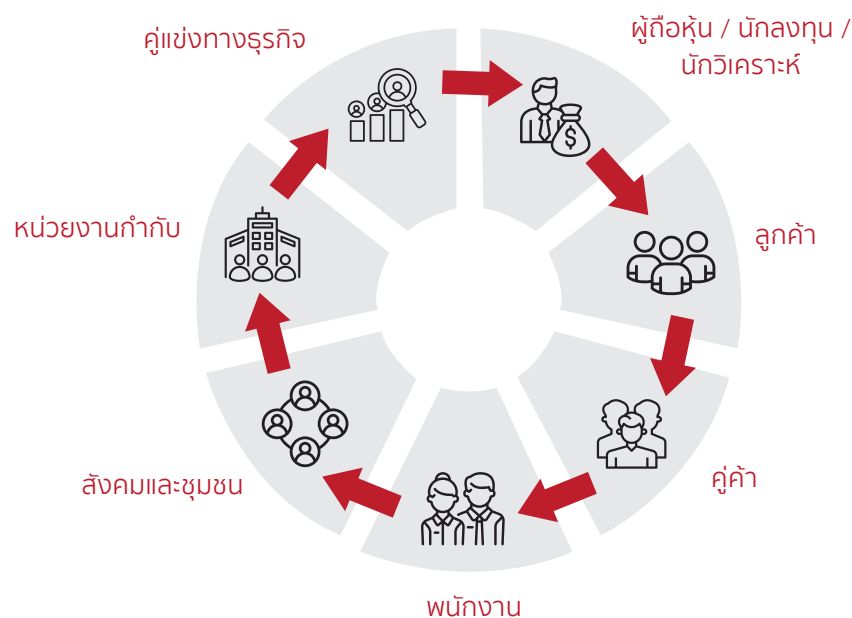 คู่แข่งทางธุรกิจ
ผู้ถือหุ้น / นักลงทุน /
นักวิเคราะห์
หน่วยงานกำกับ
ลูกค้า
$
สังคมและชุมชน
คู่ค้า
พนักงาน